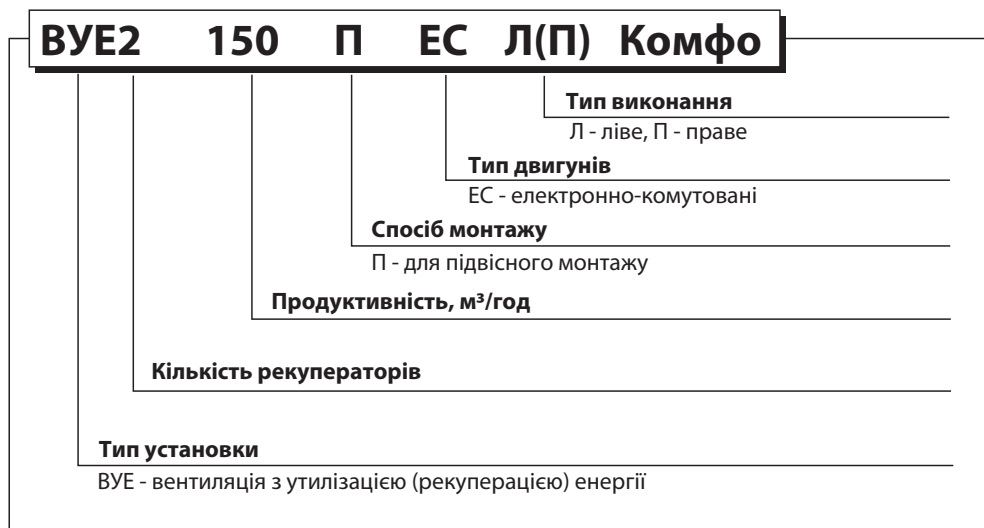 ВУЕ2 150 П ЕС Л(П) Комфо
Тип виконання
Л - ліве, П - праве
Тип двигунів
ЕС - електронно-комутовані
Спосіб монтажу
П - для підвісного монтажу
Продуктивність, м³/год
Кількість рекуператорів
Тип установки
ВУЕ - вентиляція з утилізацією (рекуперацією) енергії